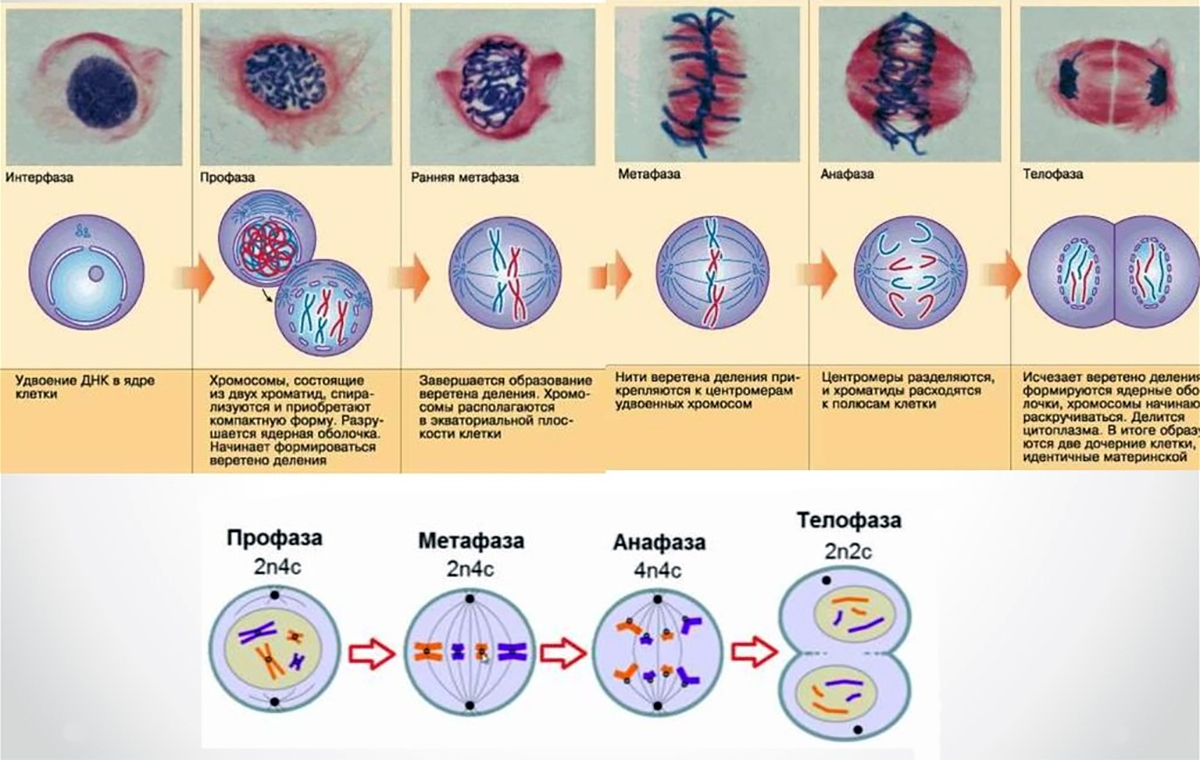 Интерфаза
Профаза
Ранняя метафаза
Метафаза
Анафаза
Телофаза
Удвоение ДНК в ядре
клетки
Хромосомы, состоящие
из двух хроматид, спира-
лизуются и приобретают
компактную форму. Разру-
шается ядерная оболочка.
Начинает формироваться
веретено деления
Завершается образование
веретена деления. Хромо-
сомы располагаются
в экваториальной плос-
кости клетки
Нити веретена деления при-
крепляются к центромерам
удвоенных хромосом
Центромеры разделяются,
и хроматиды расходятся
к полюсам клетки
Исчезает веретено деления
формируются ядерные обо
лочки, хромосомы начинаю
раскручиваться. Делится
цитоплазма. В итоге образу
ются две дочерние клетки,
идентичные материнской
Профаза
2n4c
Метафаза
2n4c
Анафаза
4n4c
Телофаза
2n2c